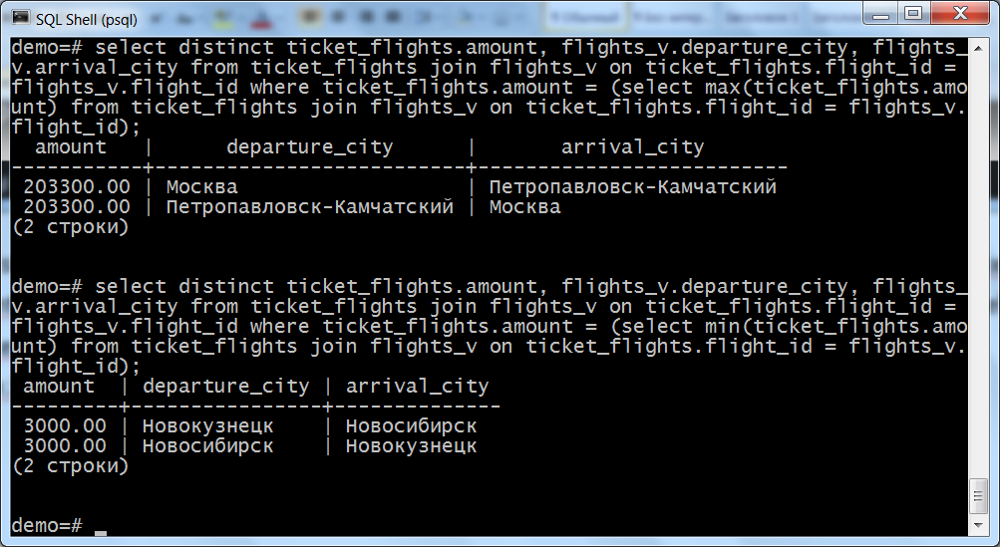 SQL Shell (psql)
demo=# select distinct ticket_flights.amount, flights_v.departure_city, flights_
v.arrival_city from ticket_flights join flights_v on ticket_flights.flight_id =
flights_v.flight_id where ticket_flights.amount = (select max(ticket_flights.amo
unt) from ticket_flights join flights_v on ticket_flights.flight_id = flights_v.
flight_id);
amount | departure_city | arrival_city
----------+---------------------------+--------------------------
203300.00 | Москва | Петропавловск-Камчатский
203300.00 | Петропавловск-Камчатский | Москва
(2 строки)
demo=# select distinct ticket_flights.amount, flights_v.departure_city, flights_
v.arrival_city from ticket_flights join flights_v on ticket_flights.flight_id =
flights_v.flight_id where ticket_flights.amount = (select min(ticket_flights.amo
unt) from ticket_flights join flights_v on ticket_flights.flight_id = flights_v.
flight_id);
amount | departure_city | arrival_city
---------+----------------+--------------
3000.00 | Новокузнецк | Новосибирск
3000.00 | Новосибирск | Новокузнецк
(2 строки)
demo=# _